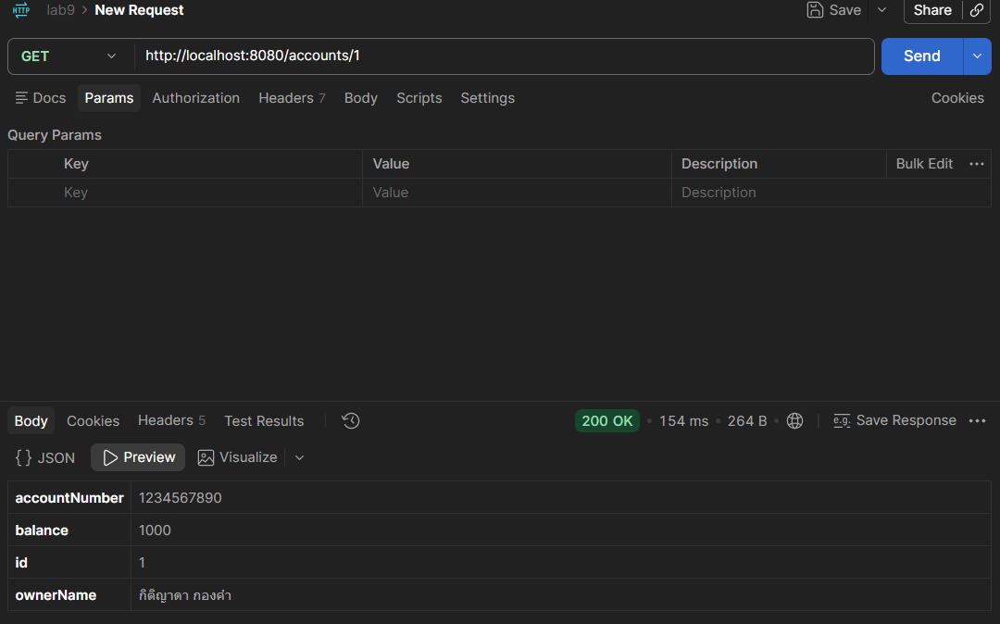 HTTP lab9 > New Request Save Share
GET http://localhost:8080/accounts/1 Send
Docs Params Authorization Headers 7 Body Scripts Settings Cookies
Query Params
Key Value Description Bulk Edit ...
Key Value Description
Body Cookies Headers 5 Test Results 200 OK • 154 ms • 264 B • e.g. Save Response ...
{} JSON Preview Visualize
accountNumber 1234567890
balance 1000
id 1
ownerName กิติญาดา กองคำ